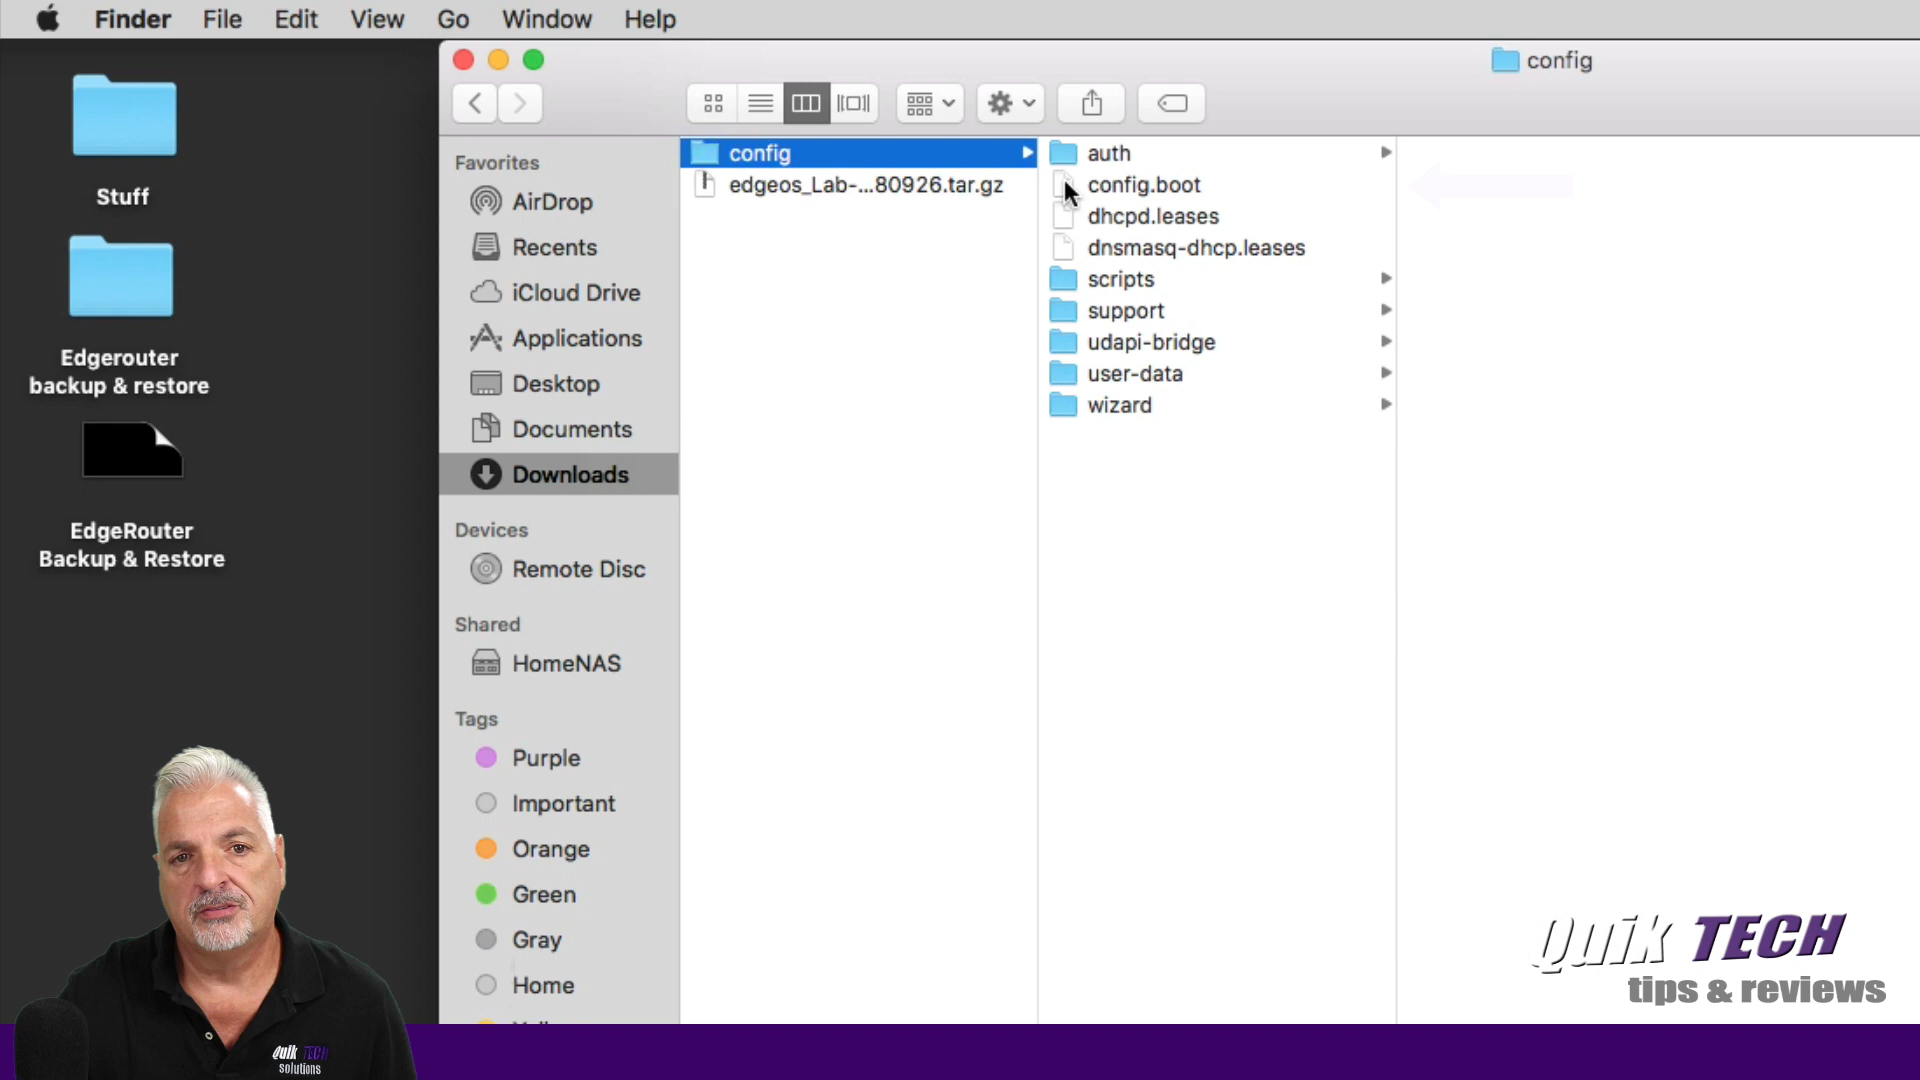 Finder File Edit View Go Window Help
config
Stuff
Edgerouter
backup & restore
EdgeRouter
Backup & Restore
Favorites
AirDrop
Recents
iCloud Drive
Applications
Desktop
Documents
Downloads
Devices
Remote Disc
Shared
HomeNAS
Tags
Purple
Important
Orange
Green
Gray
Home
config
edgeos_Lab-...80926.tar.gz
auth
config.boot
dhcpd.leases
dnsmasq-dhcp.leases
scripts
support
udapi-bridge
user-data
wizard
Quik TECH
tips & reviews
Quik TECH
solutions